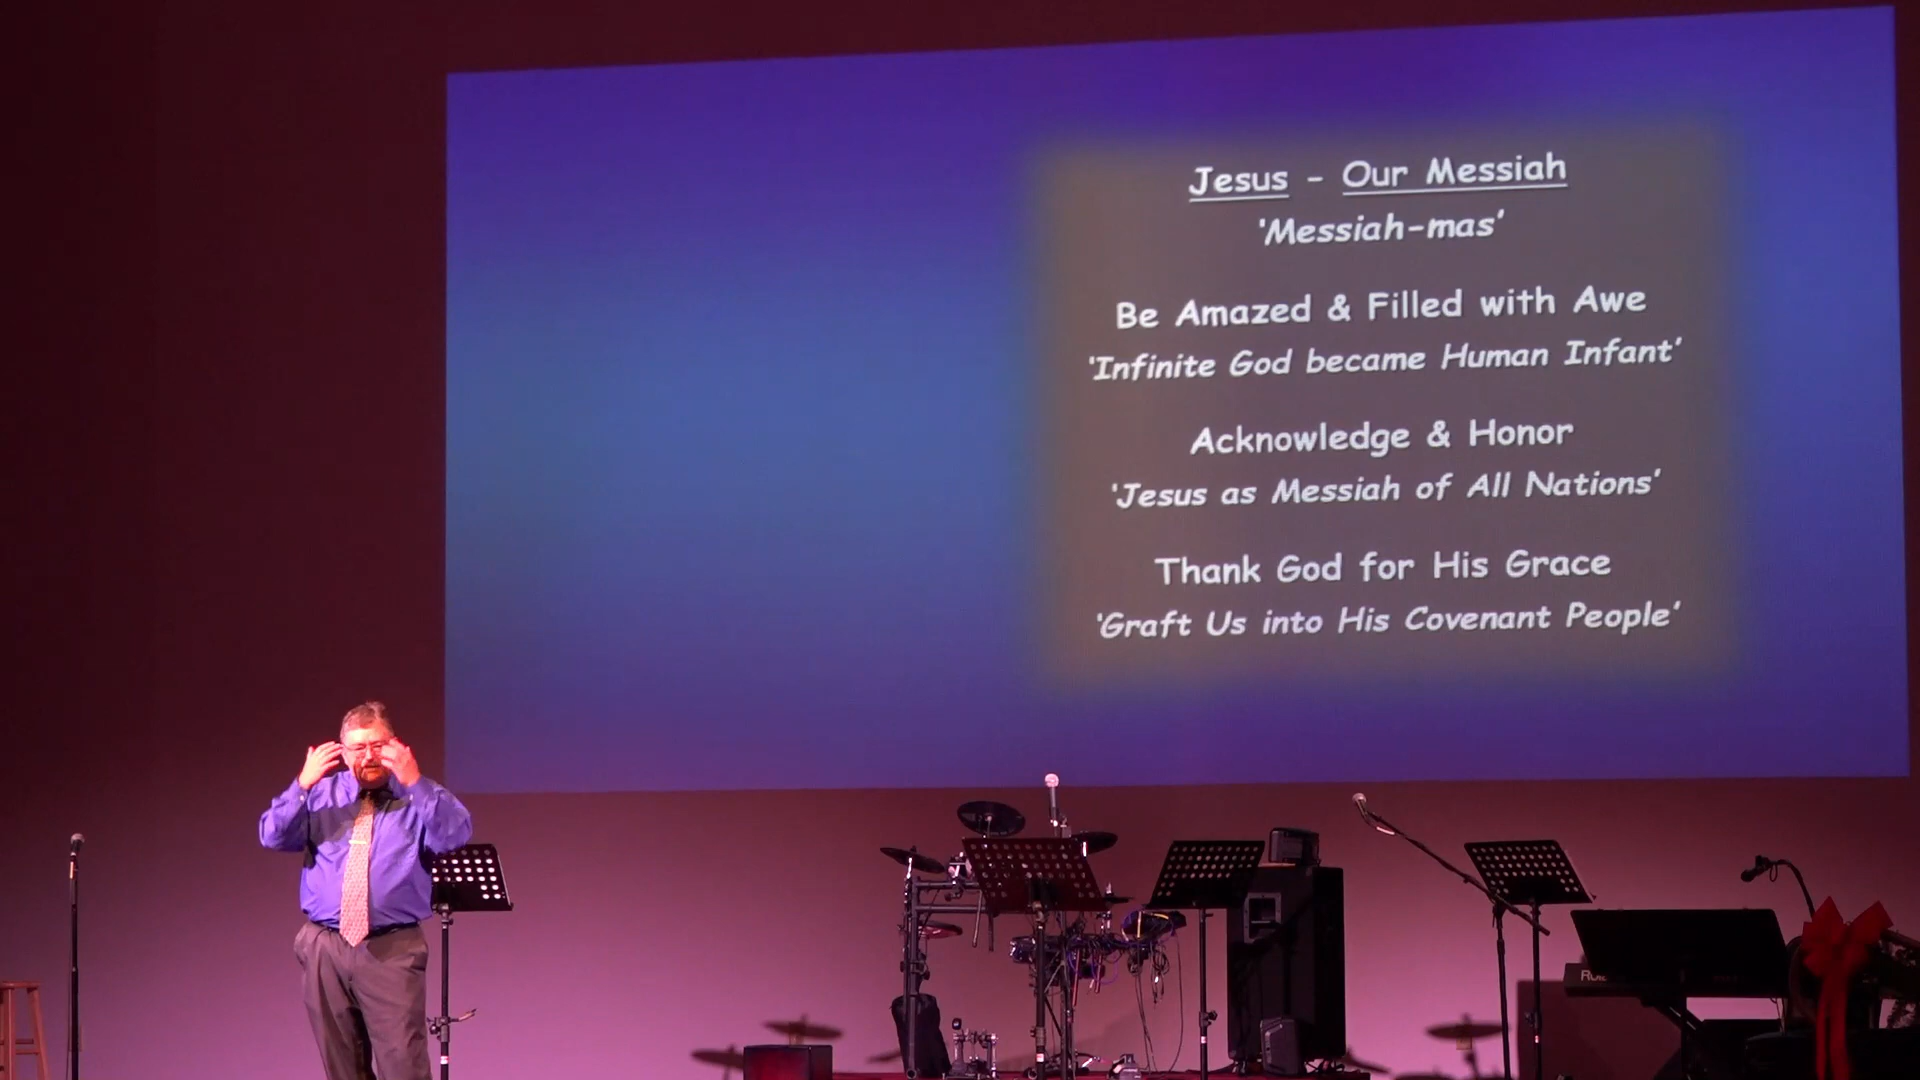 Jesus - Our Messiah
'Messiah-mas'
Be Amazed & Filled with Awe
'Infinite God became Human Infant'
Acknowledge & Honor
'Jesus as Messiah of All Nations'
Thank God for His Grace
'Graft Us into His Covenant People'